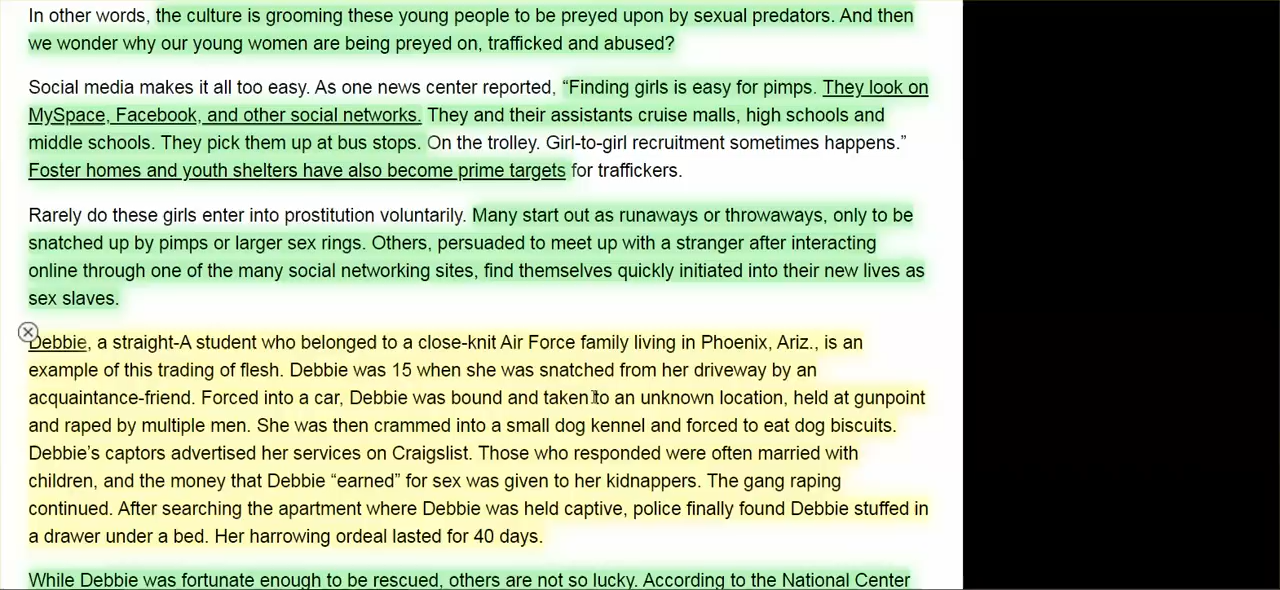 In other words, the culture is grooming these young people to be preyed upon by sexual predators. And then
we wonder why our young women are being preyed on, trafficked and abused?
Social media makes it all too easy. As one news center reported, “Finding girls is easy for pimps. They look on
MySpace, Facebook, and other social networks. They and their assistants cruise malls, high schools and
middle schools. They pick them up at bus stops. On the trolley. Girl-to-girl recruitment sometimes happens.”
Foster homes and youth shelters have also become prime targets for traffickers.
Rarely do these girls enter into prostitution voluntarily. Many start out as runaways or throwaways, only to be
snatched up by pimps or larger sex rings. Others, persuaded to meet up with a stranger after interacting
online through one of the many social networking sites, find themselves quickly initiated into their new lives as
sex slaves.
Debbie, a straight-A student who belonged to a close-knit Air Force family living in Phoenix, Ariz., is an
example of this trading of flesh. Debbie was 15 when she was snatched from her driveway by an
acquaintance-friend. Forced into a car, Debbie was bound and taken to an unknown location, held at gunpoint
and raped by multiple men. She was then crammed into a small dog kennel and forced to eat dog biscuits.
Debbie’s captors advertised her services on Craigslist. Those who responded were often married with
children, and the money that Debbie “earned” for sex was given to her kidnappers. The gang raping
continued. After searching the apartment where Debbie was held captive, police finally found Debbie stuffed in
a drawer under a bed. Her harrowing ordeal lasted for 40 days.
While Debbie was fortunate enough to be rescued, others are not so lucky. According to the National Center